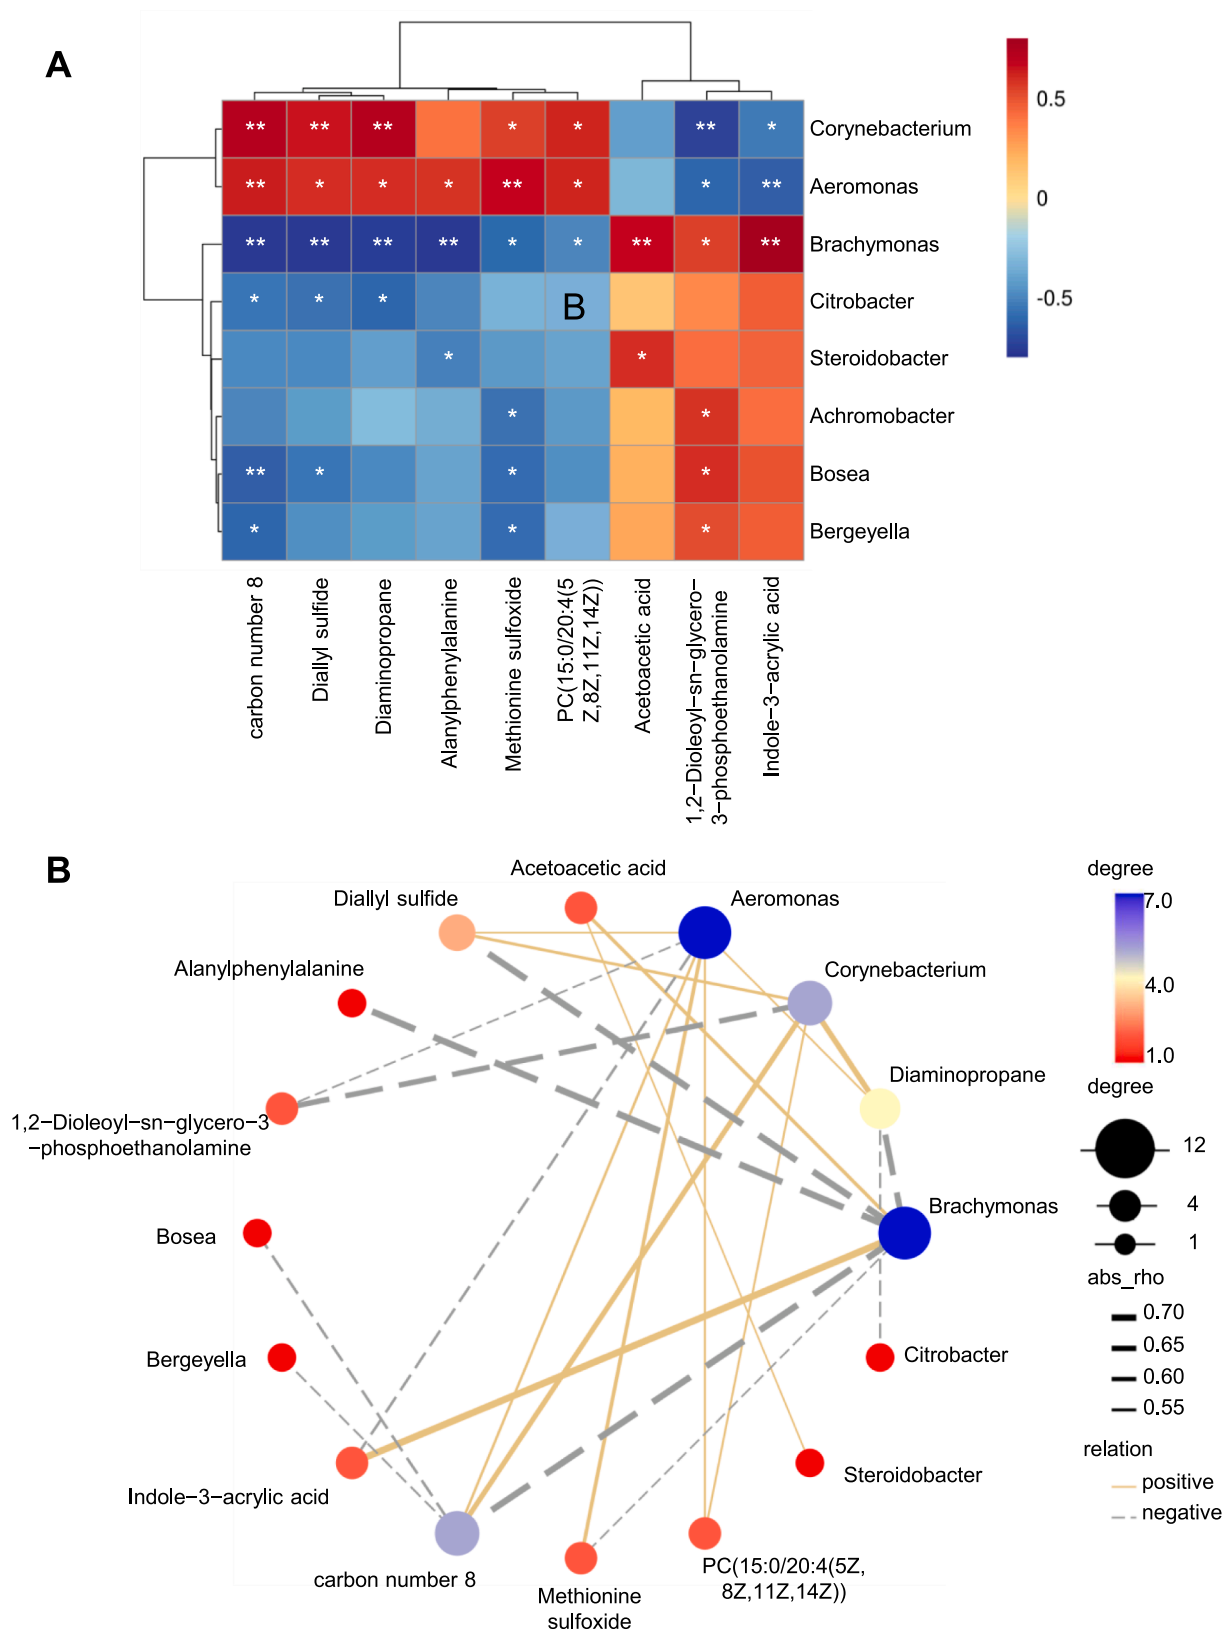 A
** ** ** * * ** *
Corynebacterium
** * * * ** * * **
Aeromonas
** ** ** ** * * ** * **
Brachymonas
* * *
B
Citrobacter
* *
Steroidobacter
* *
Achromobacter
** * * *
Bosea
* * *
Bergeyella
0.5
0
-0.5
carbon number 8
Diallyl sulfide
Diaminopropane
Alanylphenylalanine
Methionine sulfoxide
PC(15:0/20:4(5
Z,8Z,11Z,14Z))
Acetoacetic acid
1,2−Dioleoyl−sn−glycero−
3−phosphoethanolamine
Indole−3−acrylic acid
B
Acetoacetic acid
Diallyl sulfide
Aeromonas
Alanylphenylalanine
Corynebacterium
Diaminopropane
1,2−Dioleoyl−sn−glycero−3
−phosphoethanolamine
Brachymonas
Bosea
Bergeyella
Citrobacter
Indole−3−acrylic acid
Steroidobacter
carbon number 8
Methionine
sulfoxide
PC(15:0/20:4(5Z,
8Z,11Z,14Z))
degree
7.0
4.0
1.0
degree
12
4
1
abs_rho
0.70
0.65
0.60
0.55
relation
positive
negative